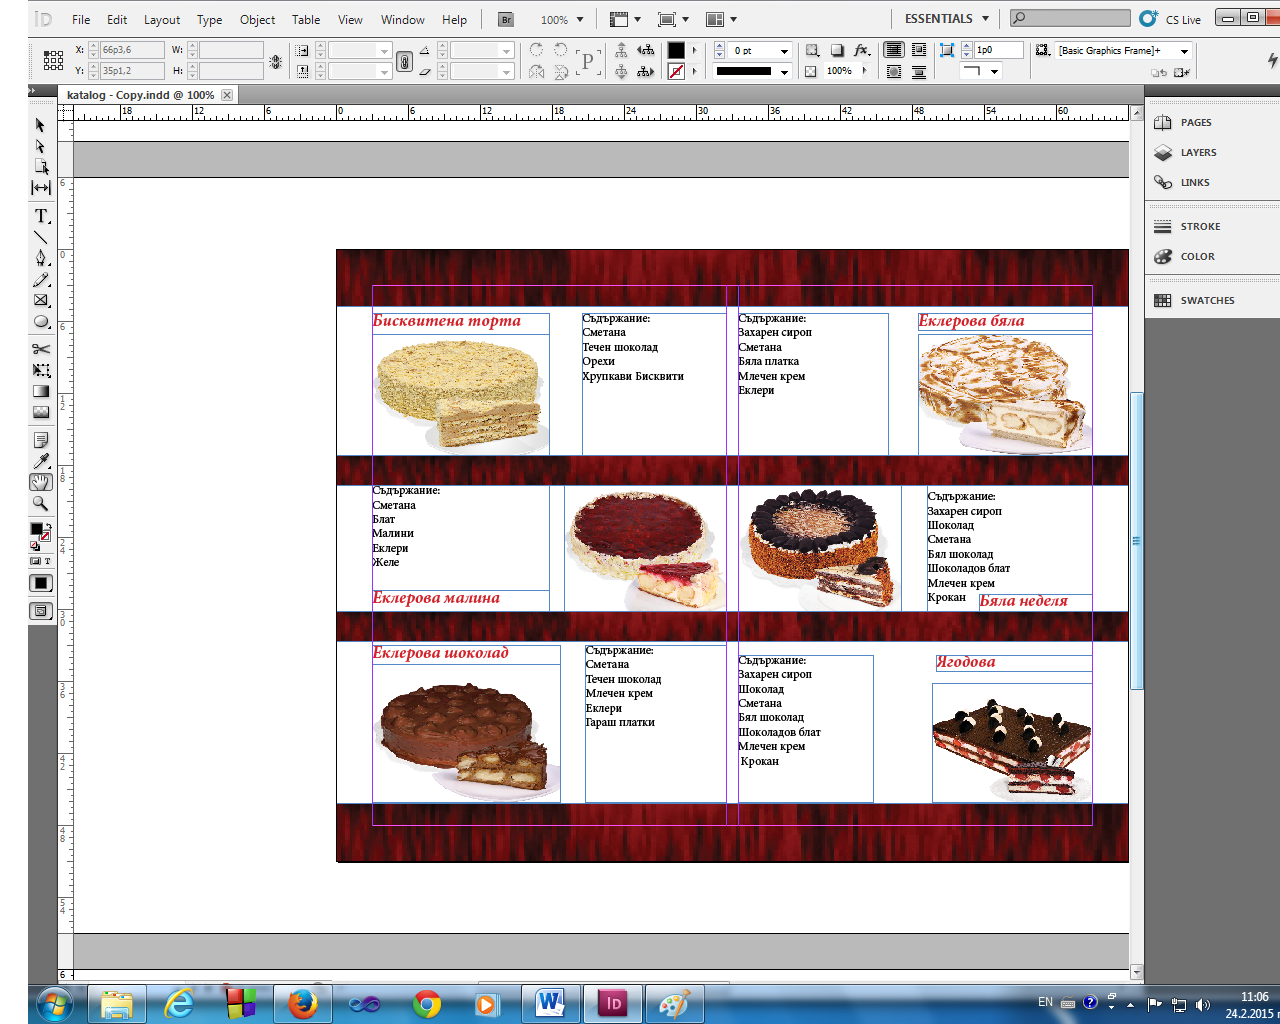 File Edit Layout Type Object Table View Window Help Br 100% ESSENTIALS CS Live
X: 66p3,6 W: 0 pt 1p0 [Basic Graphics Frame]+
Y: 35p1,2 H: 100%
katalog - Copy.indd @ 100%
18 12 6 0 6 12 18 24 30 36 42 48 54 60
PAGES
LAYERS
LINKS
STROKE
COLOR
SWATCHES
Бисквитена торта
Съдържание:
Сметана
Течен шоколад
Орехи
Хрупкави Бисквити
Съдържание:
Захарен сироп
Сметана
Бяла платка
Млечен крем
Еклери
Еклерова бяла
Съдържание:
Сметана
Блат
Малини
Еклери
Желе
Еклерова малина
Съдържание:
Захарен сироп
Шоколад
Сметана
Бял шоколад
Шоколадов блат
Млечен крем
Крокан
Бяла неделя
Еклерова шоколад
Съдържание:
Сметана
Течен шоколад
Млечен крем
Еклери
Гараш платки
Съдържание:
Захарен сироп
Шоколад
Сметана
Бял шоколад
Шоколадов блат
Млечен крем
Крокан
Ягодова
EN 11:06
24.2.2015 г